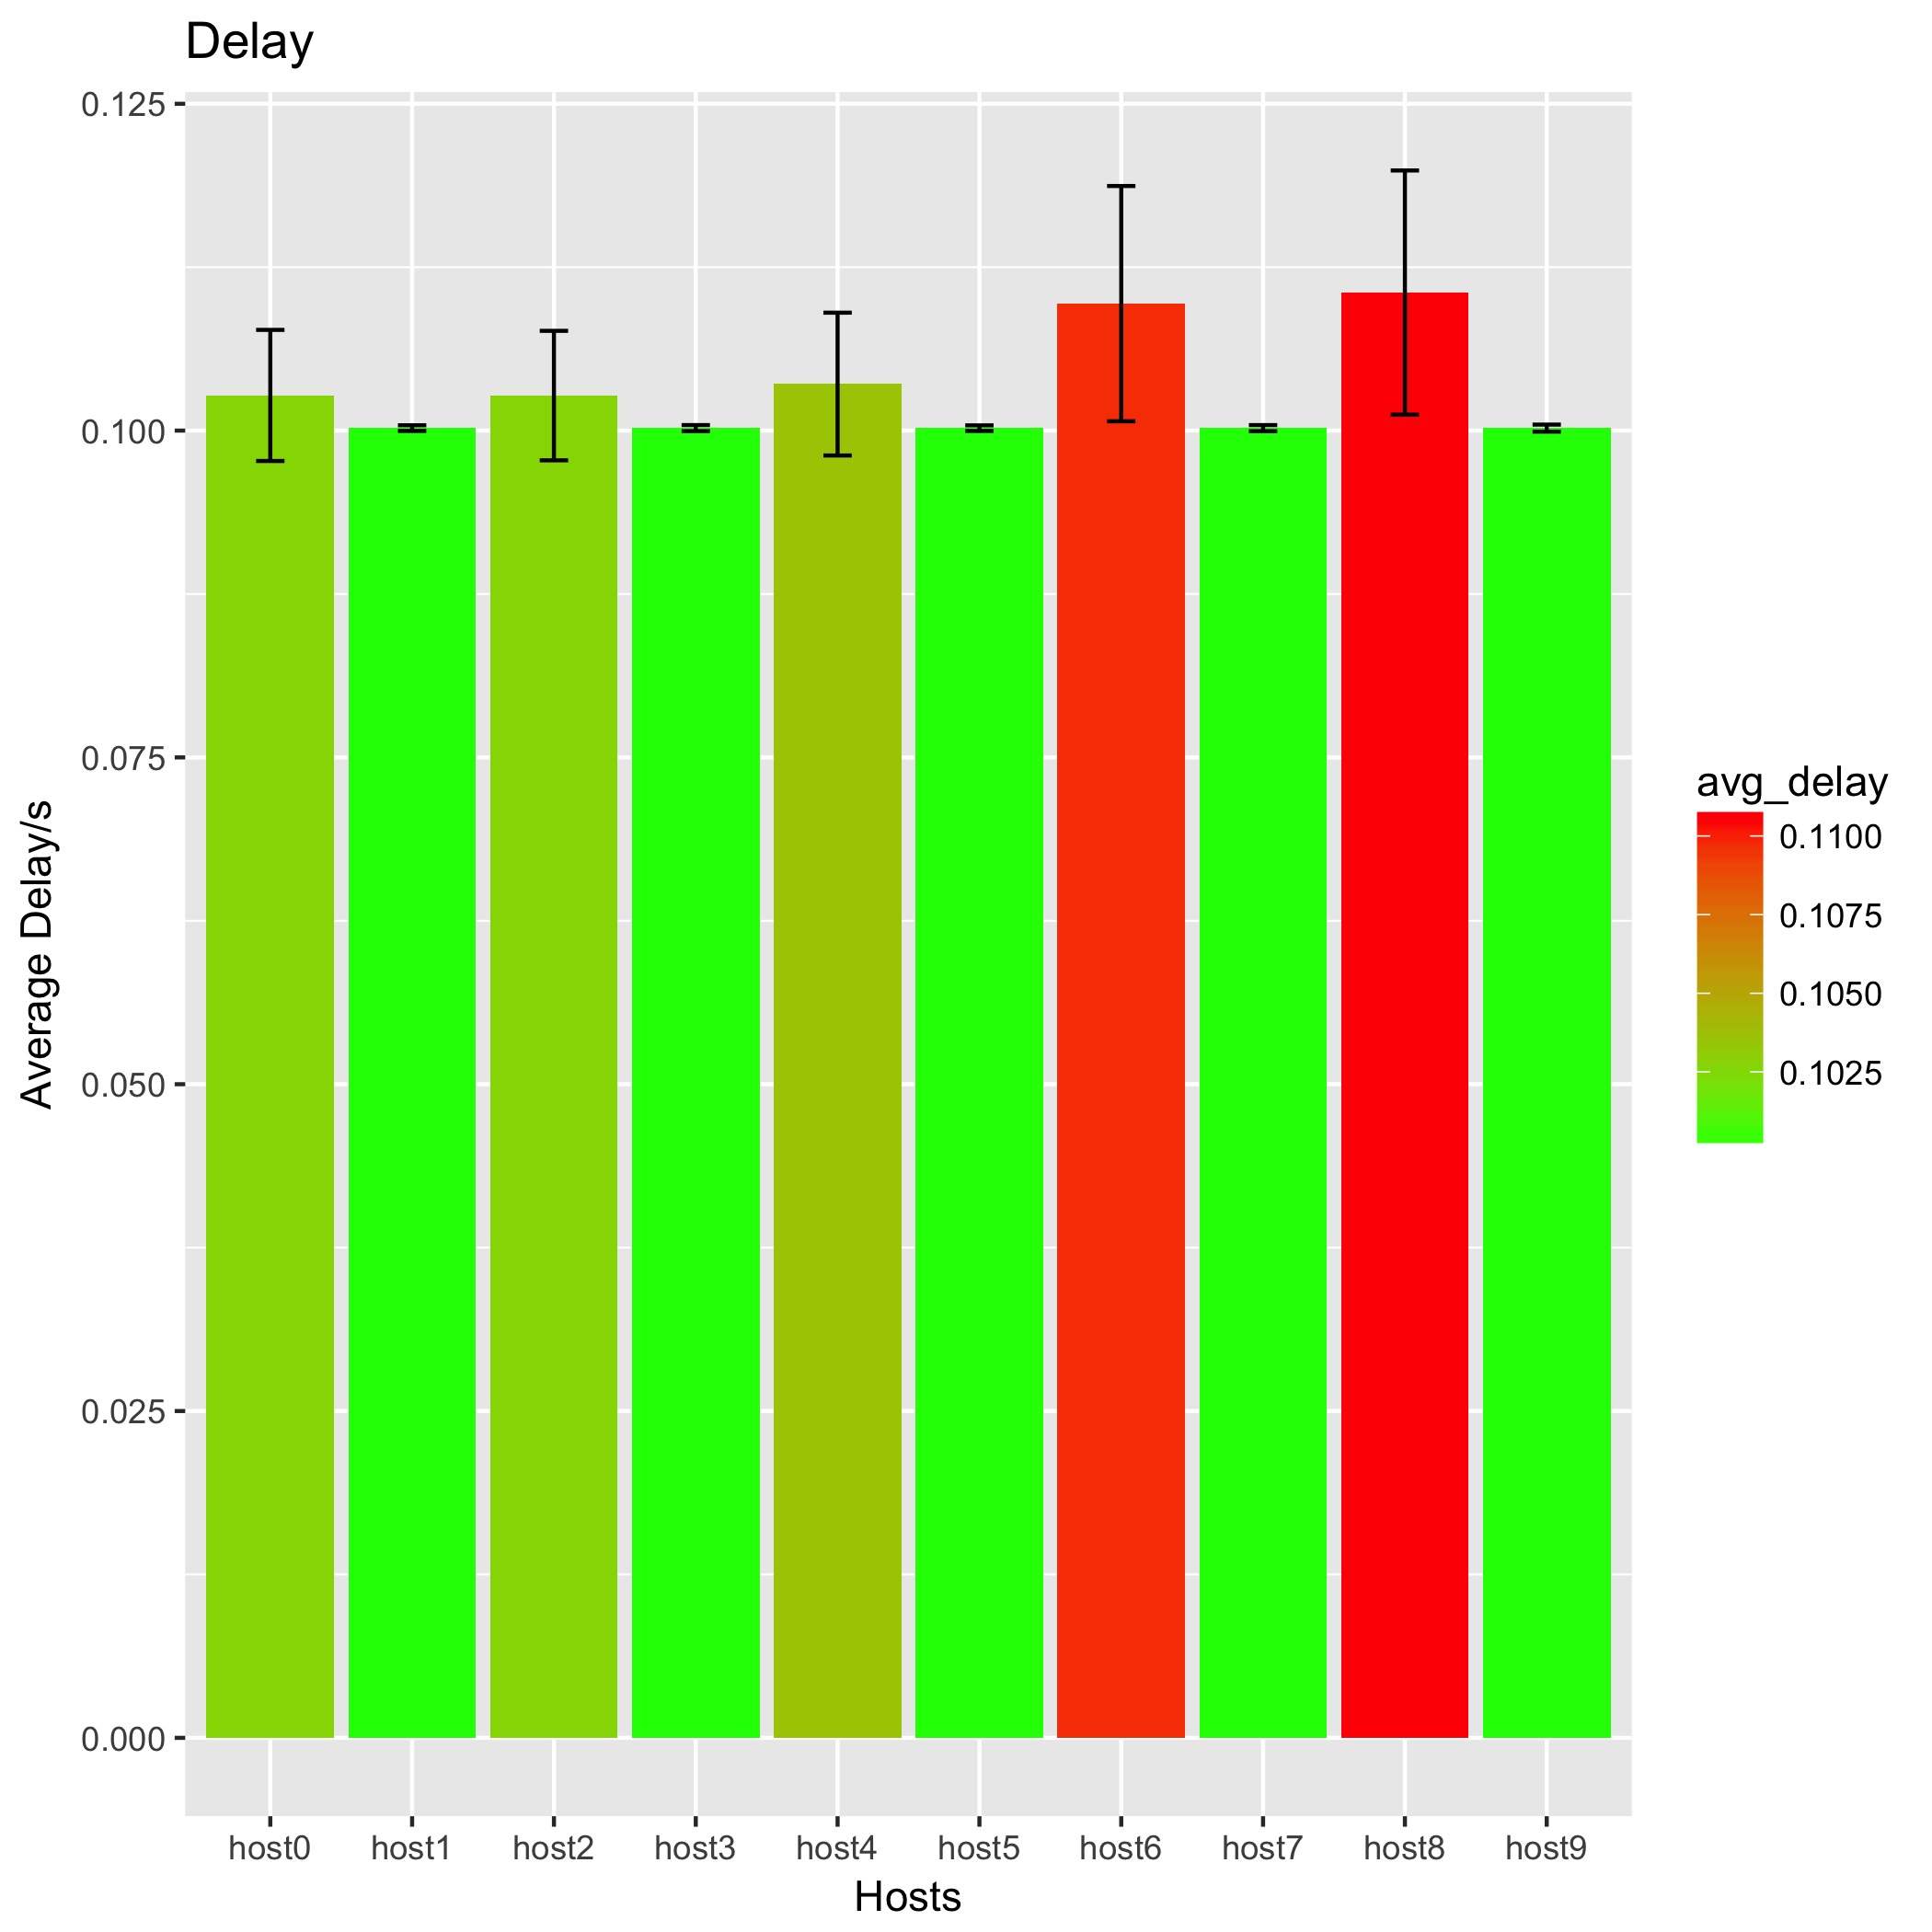 Delay
0.125
0.100
0.075
0.050
0.025
0.000
Average Delay/s
host0 host1 host2 host3 host4 host5 host6 host7 host8 host9
Hosts
avg_delay
0.1100
0.1075
0.1050
0.1025